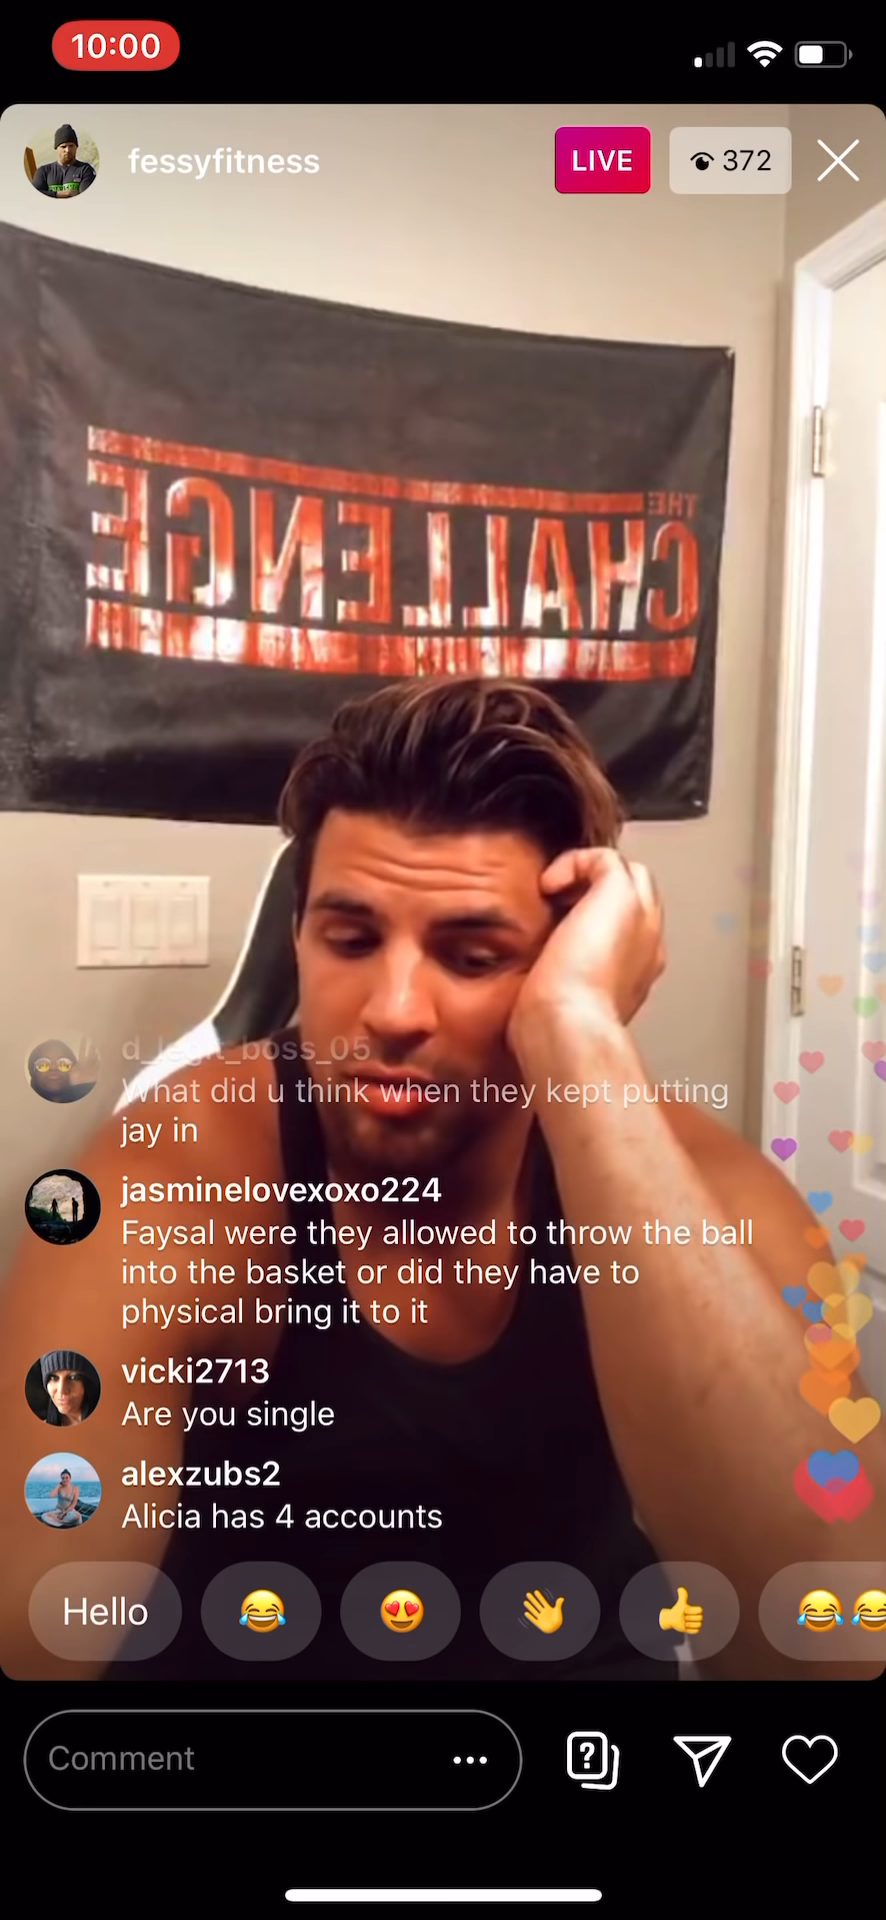 10:00
fessyfitness
LIVE
372
THE
CHALLENGE
d_legit_boss_05
What did u think when they kept putting
jay in
jasminelovexoxo224
Faysal were they allowed to throw the ball
into the basket or did they have to
physical bring it to it
vicki2713
Are you single
alexzubs2
Alicia has 4 accounts
Hello
Comment